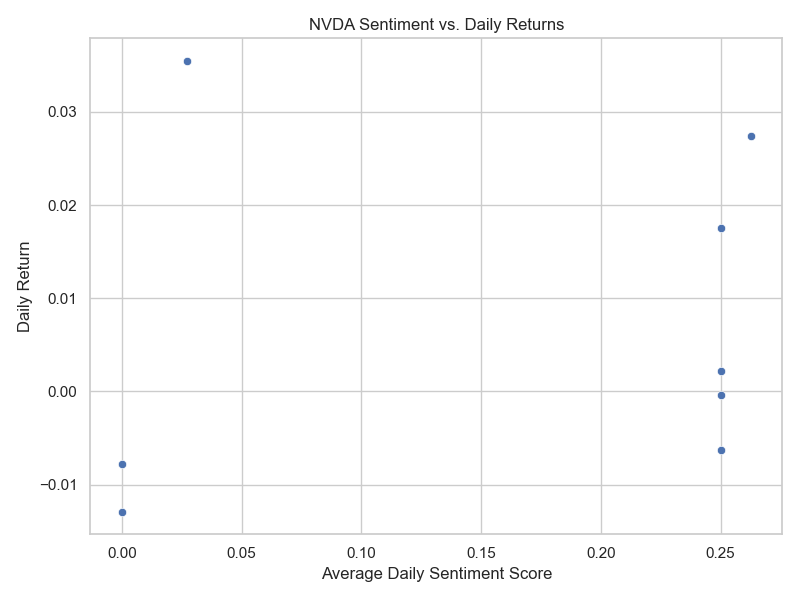 NVDA Sentiment vs. Daily Returns
Daily Return
0.03
0.02
0.01
0.00
−0.01
0.00 0.05 0.10 0.15 0.20 0.25
Average Daily Sentiment Score